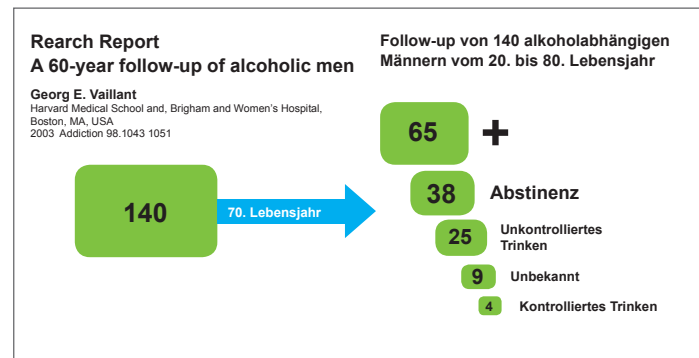 Rearch Report
A 60-year follow-up of alcoholic men
Georg E. Vaillant
Harvard Medical School and, Brigham and Women's Hospital,
Boston, MA, USA
2003 Addiction 98.1043 1051
140
70. Lebensjahr
Follow-up von 140 alkoholabhängigen
Männern vom 20. bis 80. Lebensjahr
65 +
38 Abstinenz
25 Unkontrolliertes
Trinken
9 Unbekannt
4 Kontrolliertes Trinken